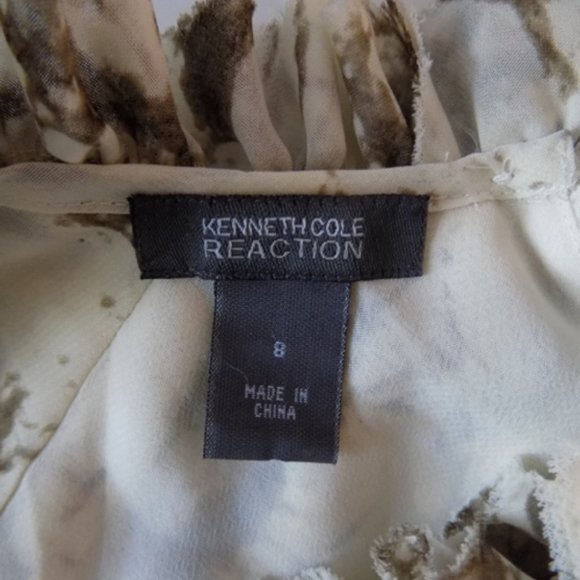 KENNETH COLE
REACTION
8
MADE IN
CHINA